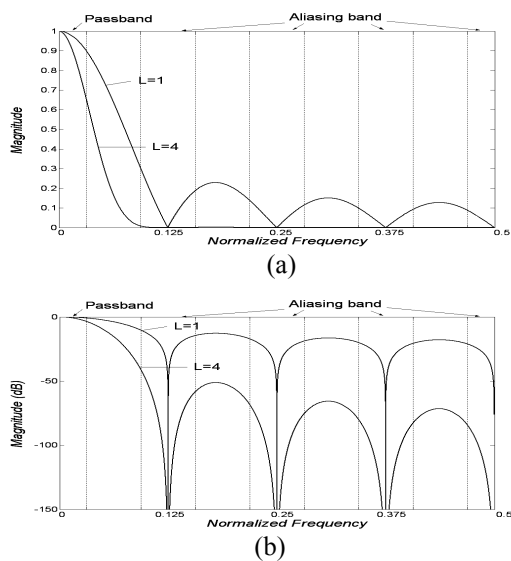 Passband Aliasing band
1
0.9
0.8
0.7
0.6
0.5
0.4
0.3
0.2
0.1
0
Magnitude
L=1
L=4
0 0.125 0.25 0.375 0.5
Normalized Frequency
(a)
Passband Aliasing band
0
-50
-100
-150
Magnitude (dB)
L=1
L=4
0 0.125 0.25 0.375 0.5
Normalized Frequency
(b)